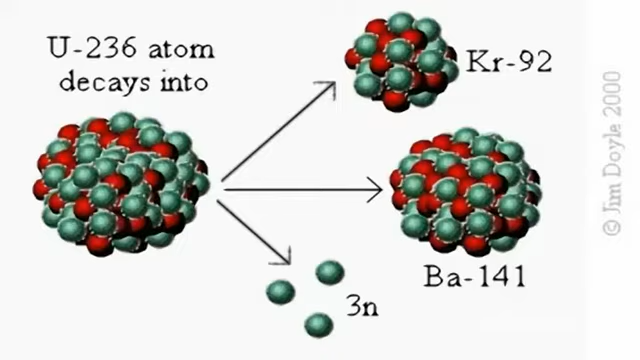 U-236 atom
decays into
Kr-92
Ba-141
3n
© Jim Doyle 2000